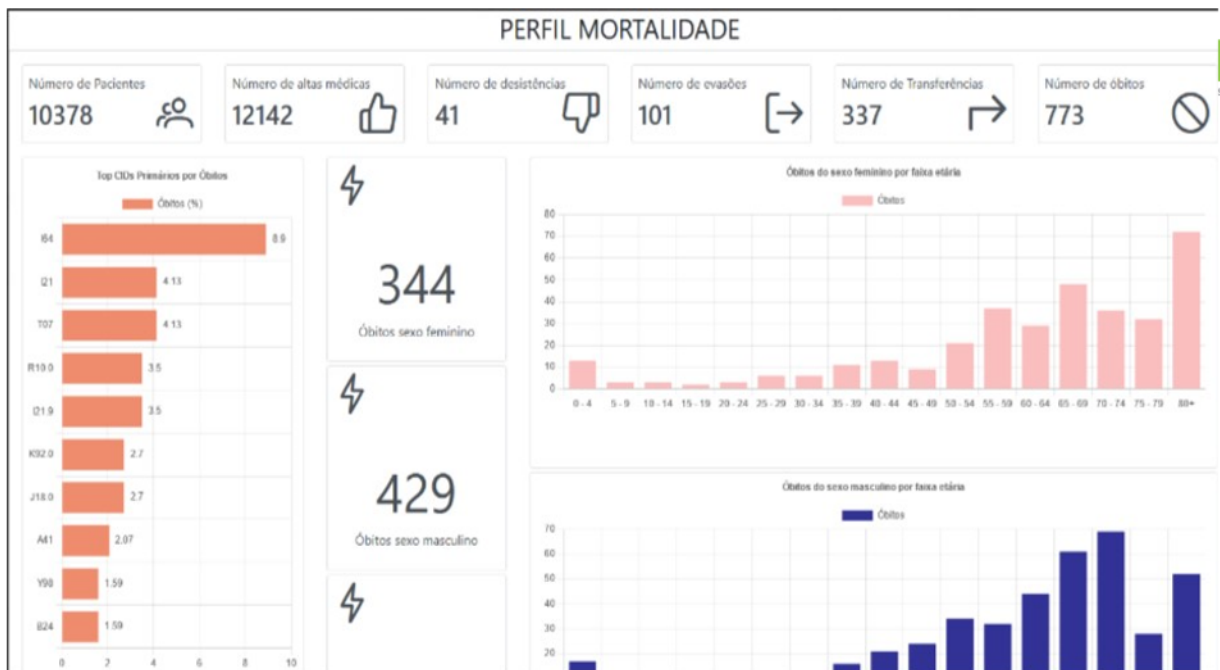 PERFIL MORTALIDADE
Número de Pacientes
10378
Número de altas médicas
12142
Número de desistências
41
Número de evasões
101
Número de Transferências
337
Número de óbitos
773
Top CIDs Primários por Óbitos
Óbitos (%)
I64
8.9
I21
4.13
T07
4.13
R10.0
3.5
I21.9
3.5
K92.0
2.7
J18.0
2.7
A41
2.07
Y98
1.59
B24
1.59
0 2 4 6 8 10
344
Óbitos sexo feminino
429
Óbitos sexo masculino
Óbitos do sexo feminino por faixa etária
Óbitos
80
70
60
50
40
30
20
10
0
0 - 4 5 - 9 10 - 14 15 - 19 20 - 24 25 - 29 30 - 34 35 - 39 40 - 44 45 - 49 50 - 54 55 - 59 60 - 64 65 - 69 70 - 74 75 - 79 80+
Óbitos do sexo masculino por faixa etária
Óbitos
70
60
50
40
30
20